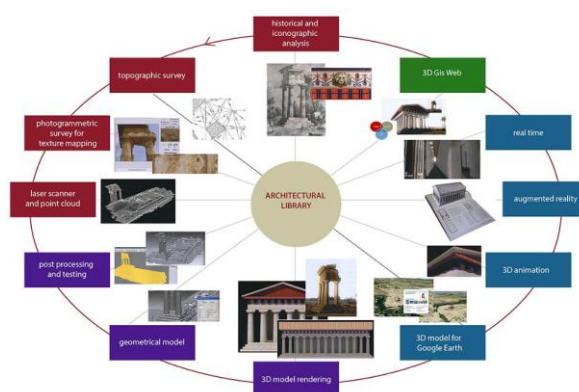 historical and
iconographic
analysis
topographic survey
3D Gis Web
photogrammetric
survey for
texture mapping
real time
laser scanner
and point cloud
ARCHITECTURAL
LIBRARY
augmented reality
post processing
and testing
3D animation
geometrical model
3D model for
Google Earth
3D model rendering